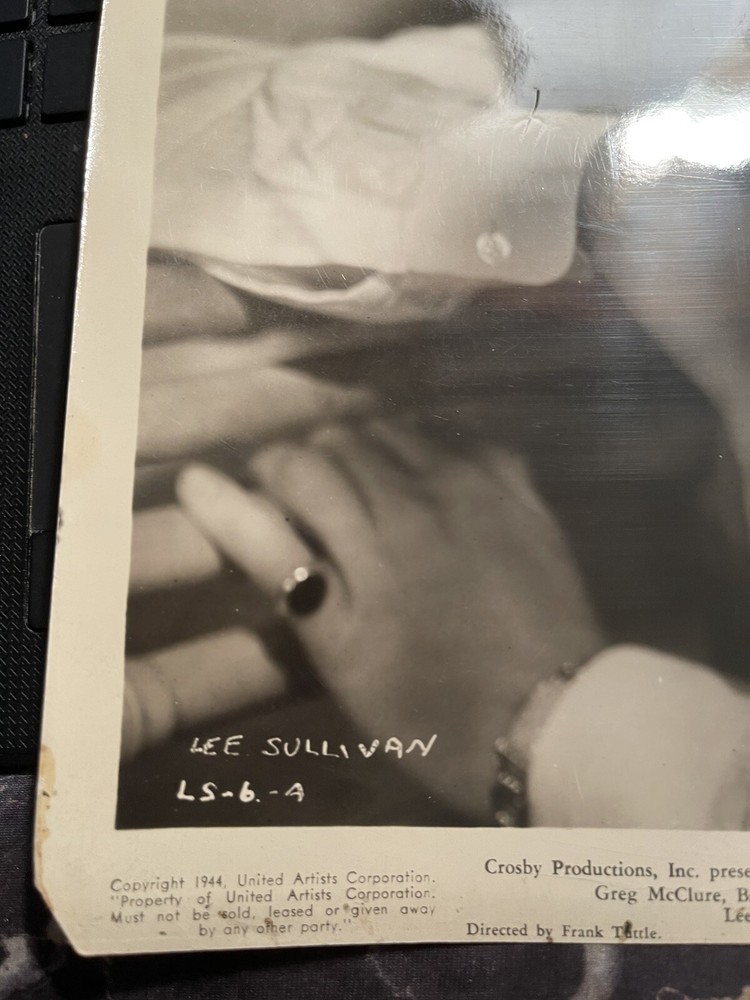 LEE SULLIVAN
LS-6.-A
Copyright 1944, United Artists Corporation.
"Property of United Artists Corporation.
Must not be sold, leased or given away
by any other party."
Crosby Productions, Inc. prese
Greg McClure, B
Lee
Directed by Frank Tuttle.